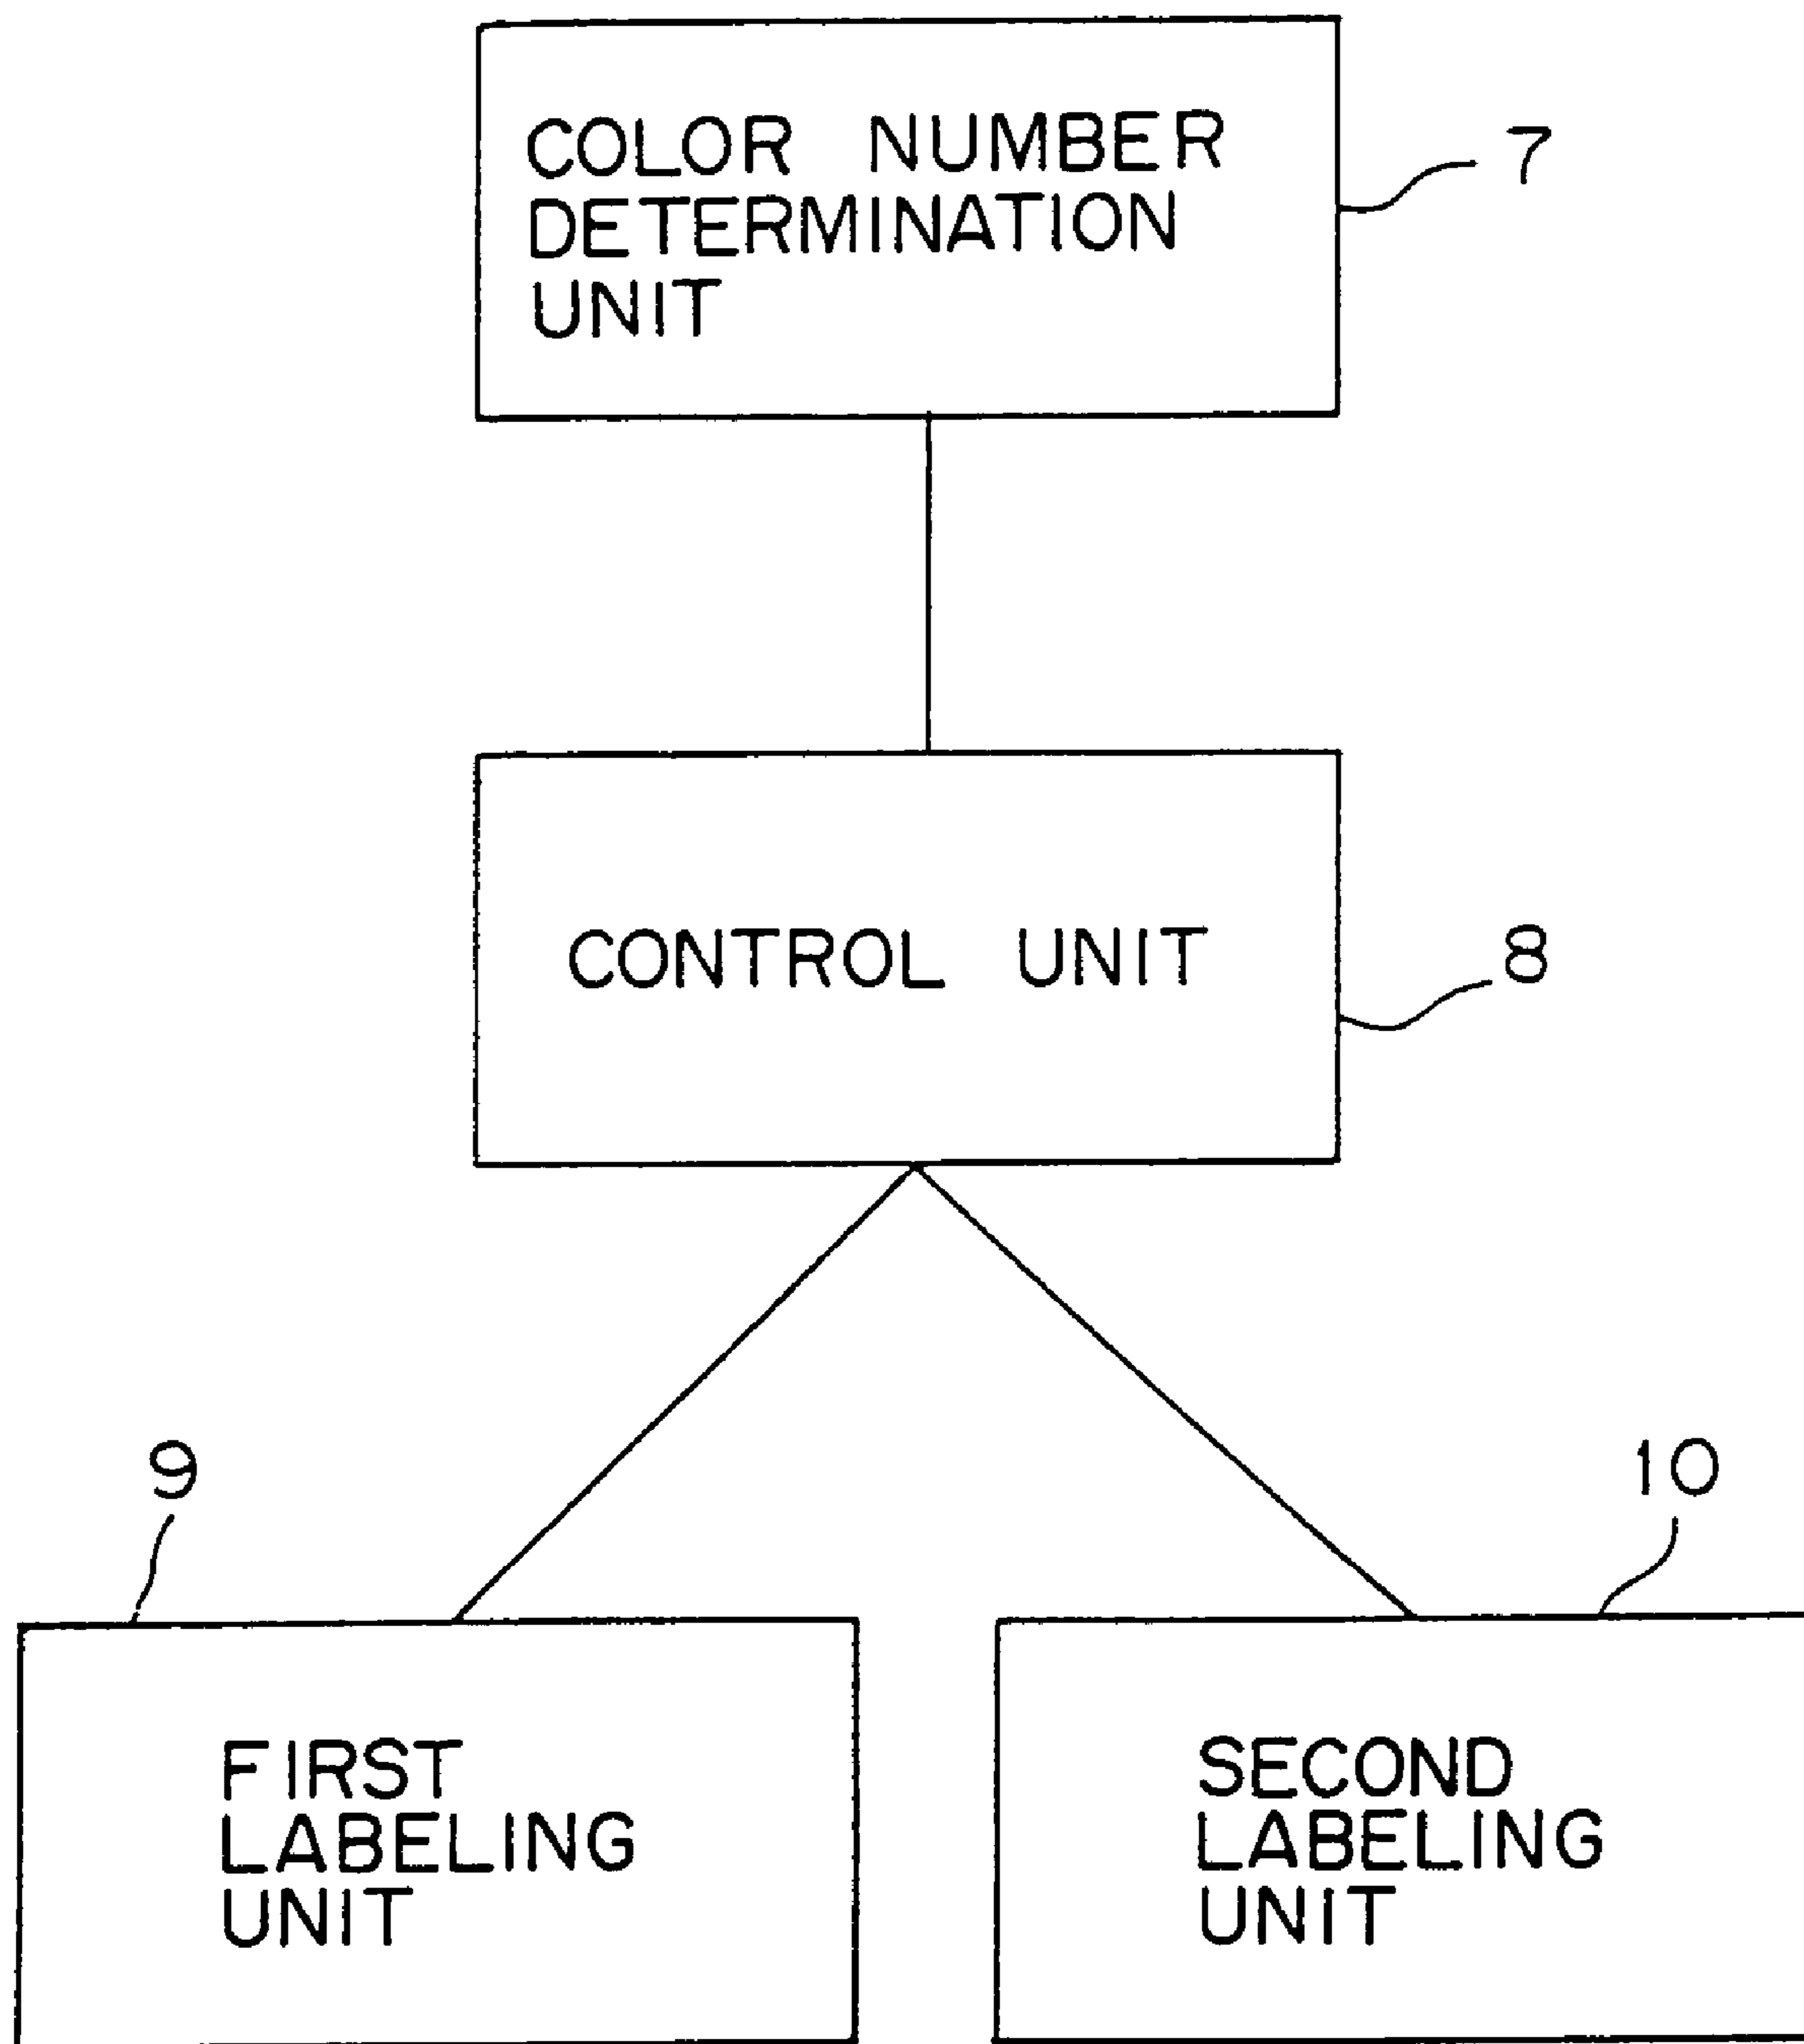 COLOR NUMBER
DETERMINATION
UNIT
7
CONTROL UNIT
8
9
10
FIRST
LABELING
UNIT
SECOND
LABELING
UNIT